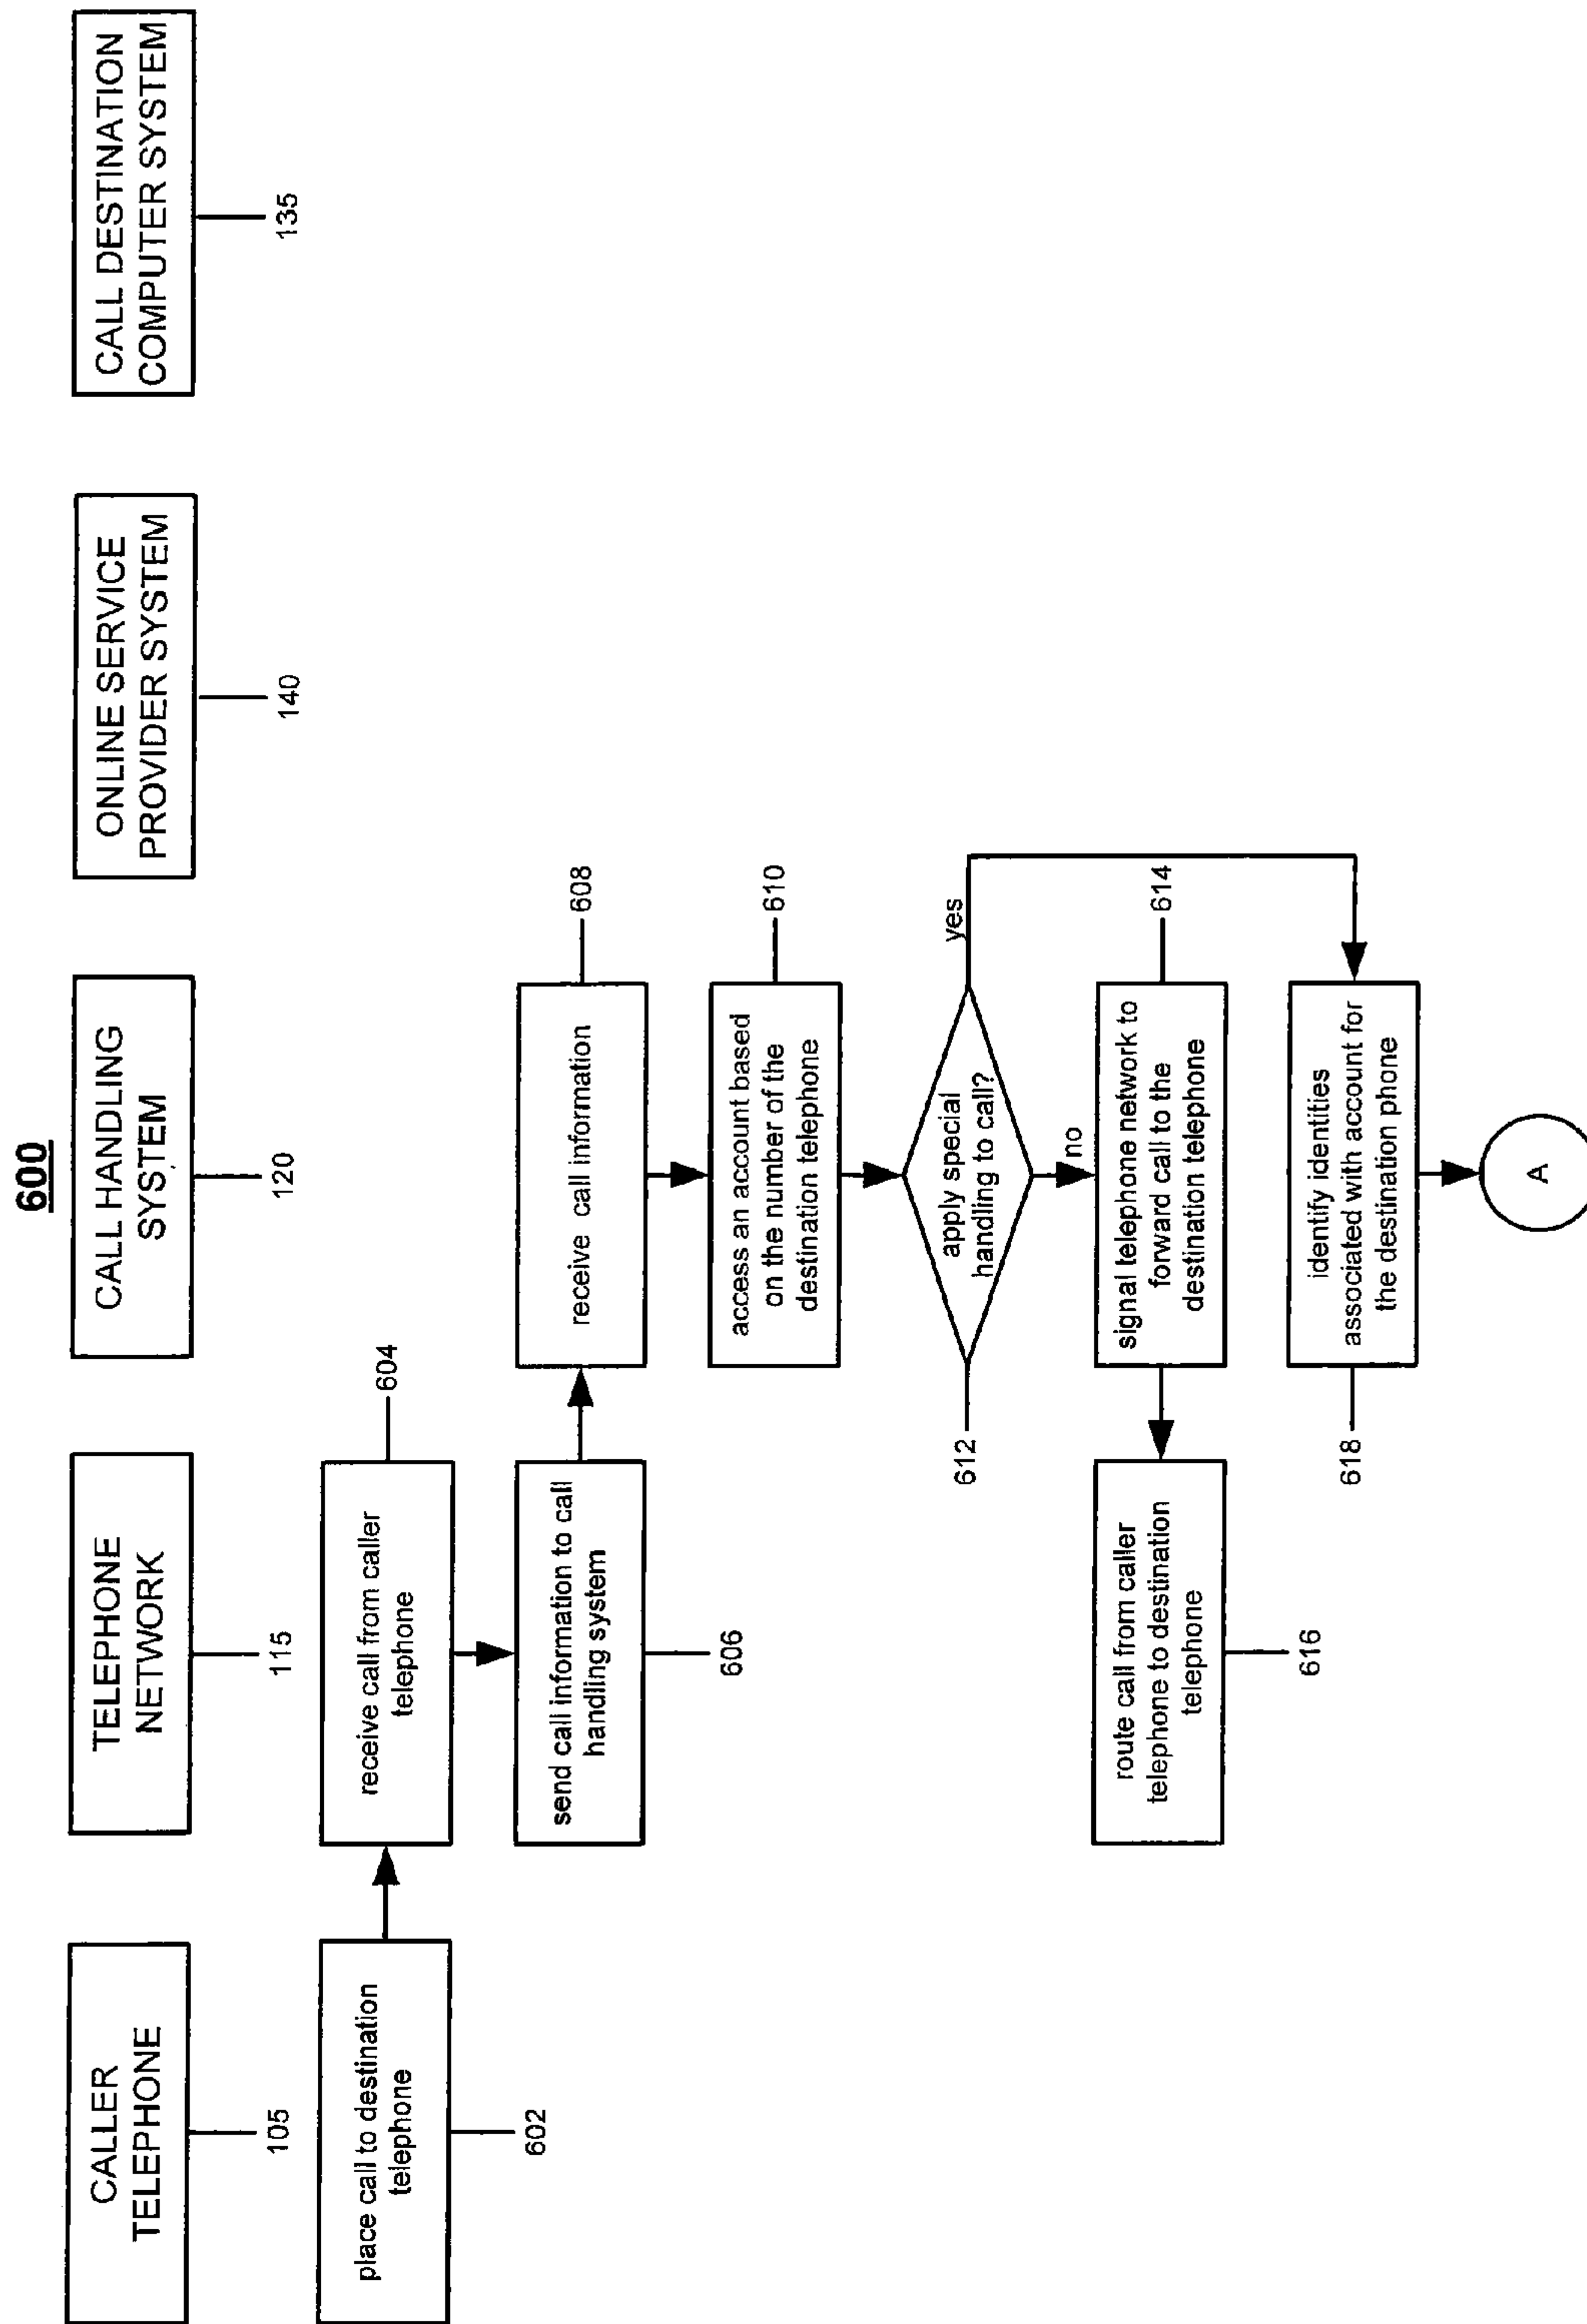 600
CALLER
TELEPHONE
105
TELEPHONE
NETWORK
115
CALL HANDLING
SYSTEM
120
ONLINE SERVICE
PROVIDER SYSTEM
140
CALL DESTINATION
COMPUTER SYSTEM
135
place call to destination
telephone
602
receive call from caller
telephone
604
send call information to call
handling system
606
receive call information
608
access an account based
on the number of the
destination telephone
610
apply special
handling to call?
612
yes
no
signal telephone network to
forward call to the
destination telephone
614
route call from caller
telephone to destination
telephone
616
identify identities
associated with account for
the destination phone
618
A